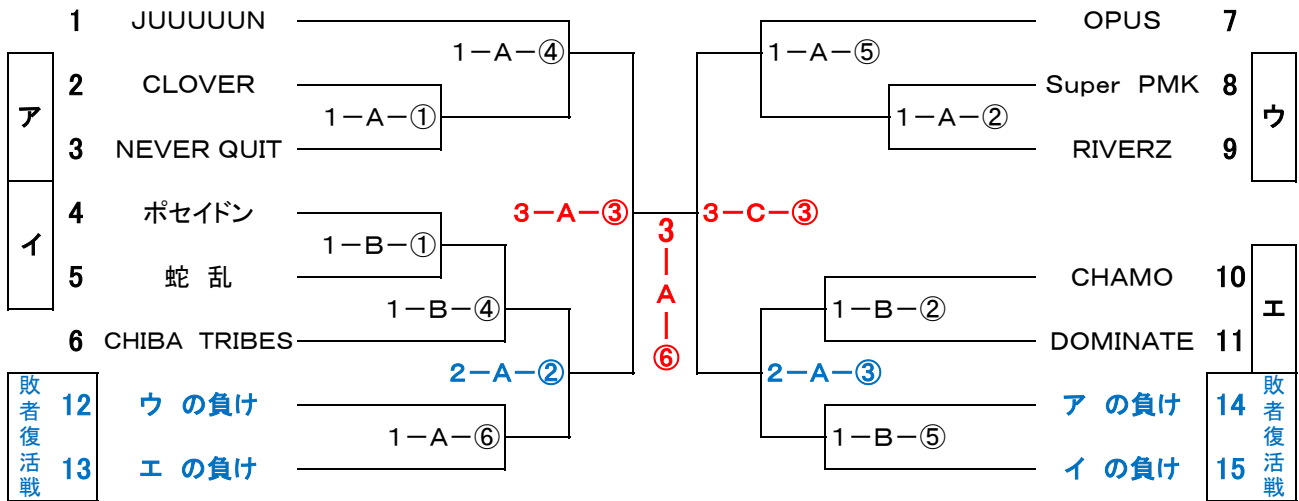 1 JUUUUUN
1-A-④
ア
2 CLOVER
1-A-①
3 NEVER QUIT
イ
4 ポセイドン
1-B-①
5 蛇 乱
1-B-④
6 CHIBA TRIBES
2-A-②
敗者復活戦
12 ウ の負け
1-A-⑥
13 エ の負け
3-A-③
3-A-⑥
3-C-③
OPUS 7
1-A-⑤
Super PMK 8
ウ
1-A-②
RIVERZ 9
CHAMO 10
エ
1-B-②
DOMINATE 11
2-A-③
ア の負け 14
敗者復活戦
1-B-⑤
イ の負け 15